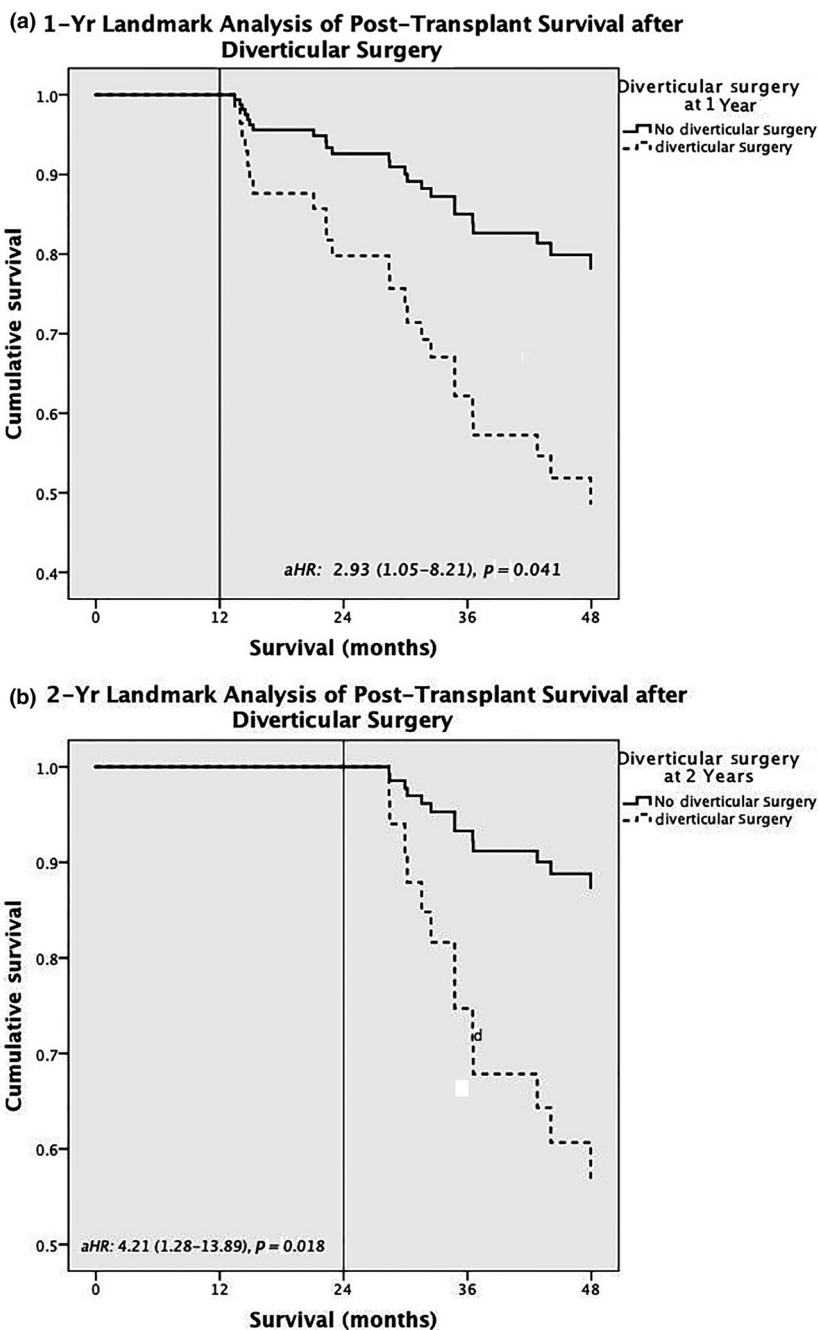 (a) 1-Yr Landmark Analysis of Post-Transplant Survival after
Diverticular Surgery
Diverticular surgery
at 1 Year
No diverticular Surgery
diverticular Surgery
Cumulative survival
1.0
0.9
0.8
0.7
0.6
0.5
0.4
aHR: 2.93 (1.05-8.21), p = 0.041
0 12 24 36 48
Survival (months)
(b) 2-Yr Landmark Analysis of Post-Transplant Survival after
Diverticular Surgery
Diverticular surgery
at 2 Years
No diverticular Surgery
diverticular Surgery
Cumulative survival
1.0
0.9
0.8
0.7
0.6
0.5
d
aHR: 4.21 (1.28-13.89), p = 0.018
0 12 24 36 48
Survival (months)